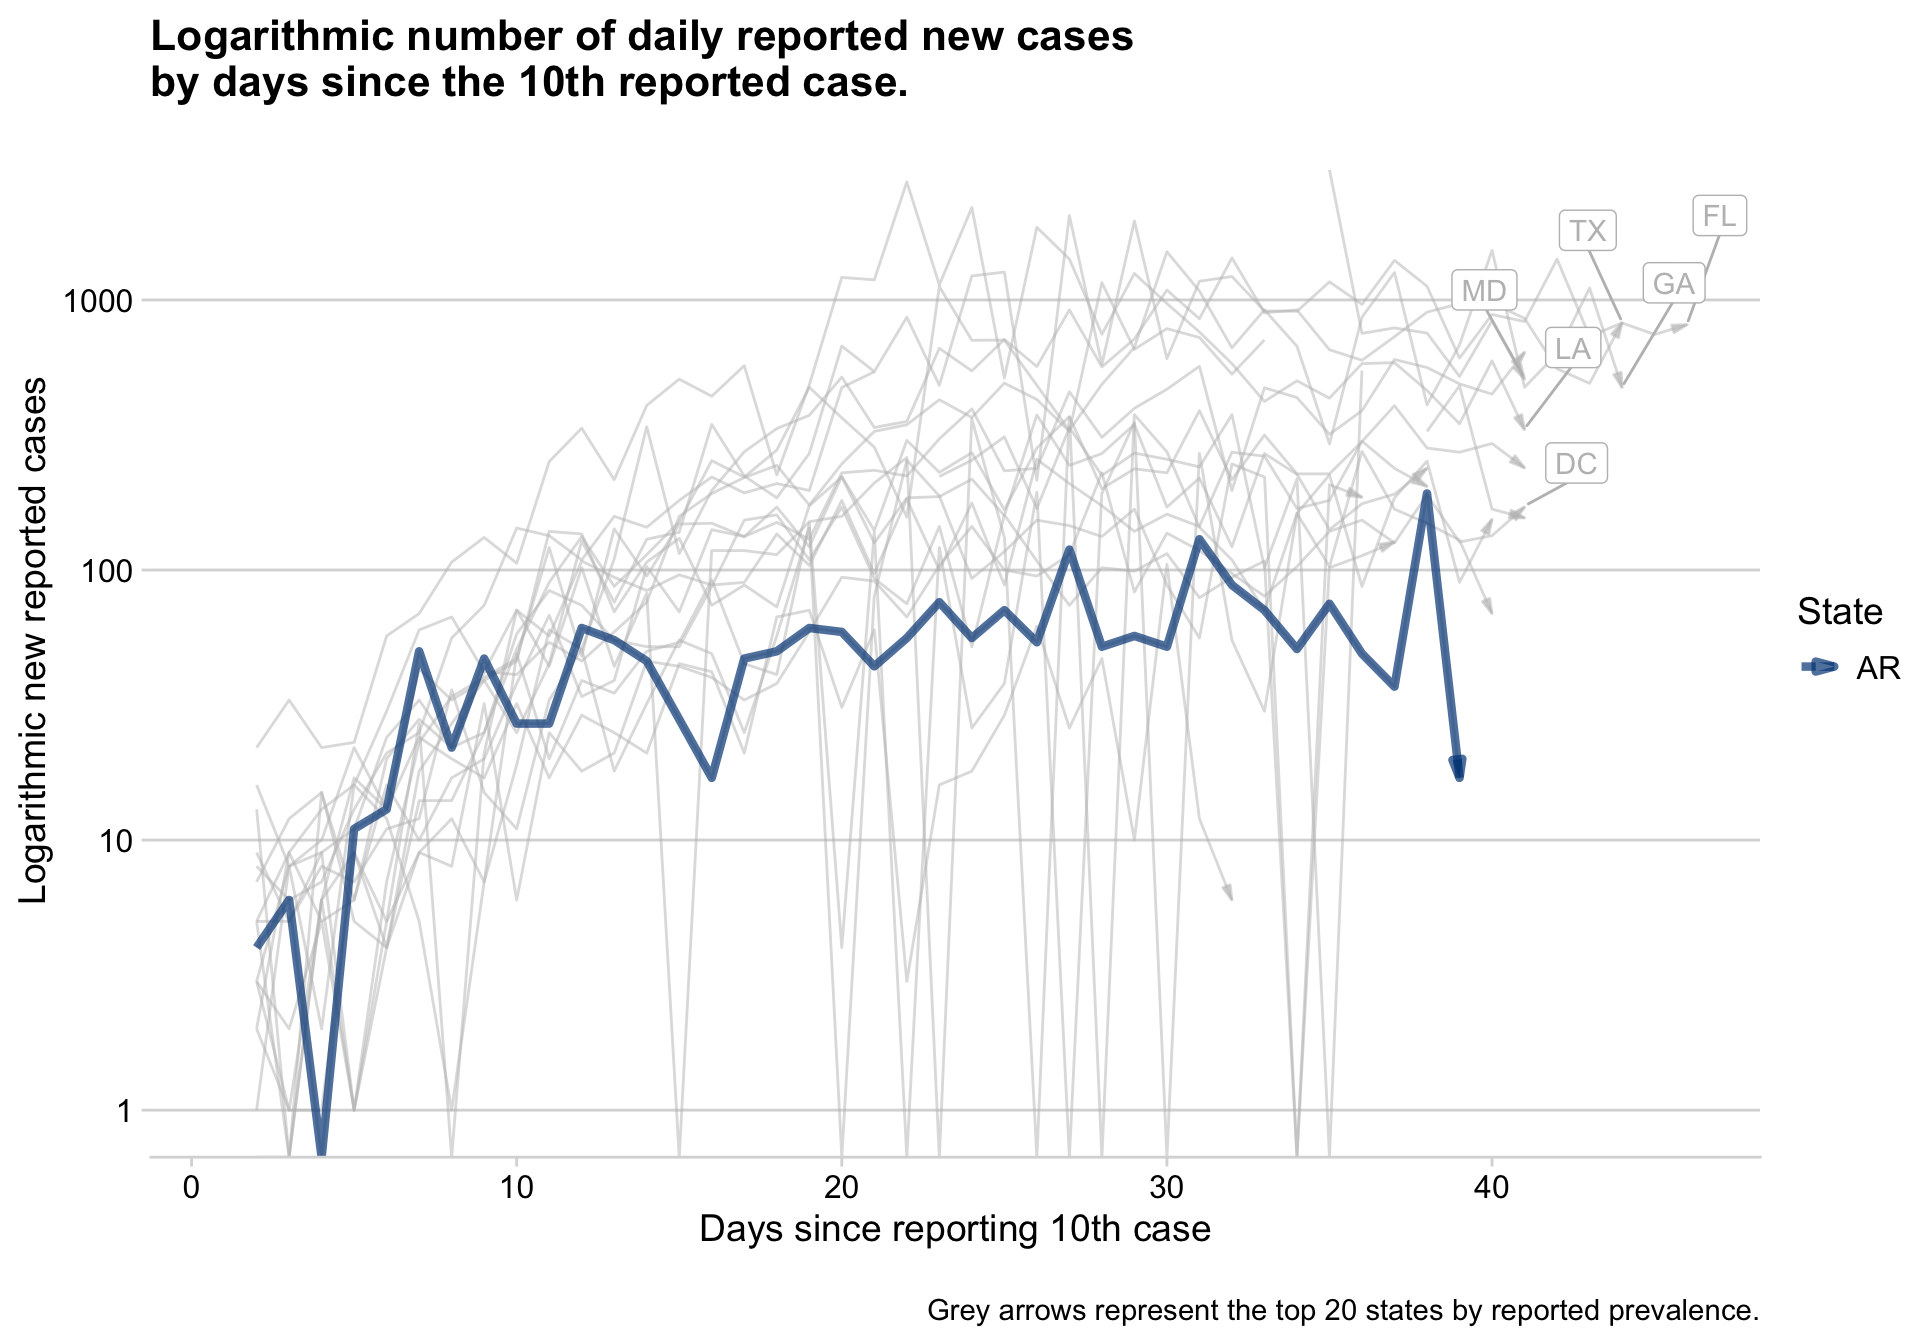 Logarithmic number of daily reported new cases
by days since the 10th reported case.
Logarithmic new reported cases
1000
100
10
1
FL
TX
GA
MD
LA
DC
State
AR
0
10
20
30
40
Days since reporting 10th case
Grey arrows represent the top 20 states by reported prevalence.